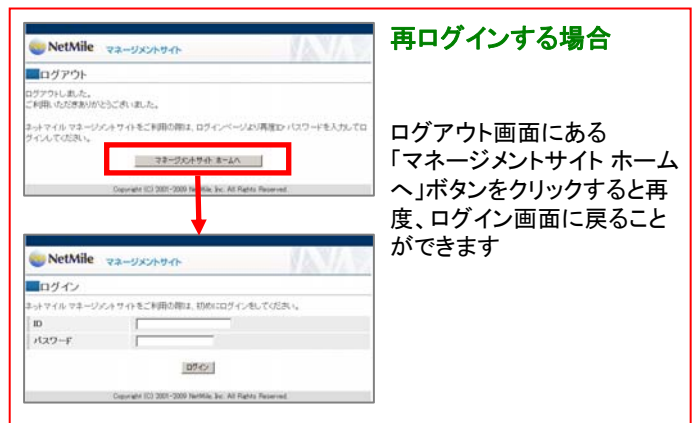 NetMile マネージメントサイト
ログアウト
ログアウトしました。
ご利用いただきありがとうございました。
ネットマイル マネージメントサイトをご利用の際は、ログインページより再度ID・パスワードを入力してロ
グインしてください。
マネージメントサイト ホームへ
Copyright (C) 2001-2009 NetMile, Inc. All Rights Reserved.
NetMile マネージメントサイト
ログイン
ネットマイル マネージメントサイトをご利用の際は、初めにログインをしてください。
ID
パスワード
ログイン
Copyright (C) 2001-2009 NetMile, Inc. All Rights Reserved.
再ログインする場合
ログアウト画面にある
「マネージメントサイト ホーム
へ」ボタンをクリックすると再
度、ログイン画面に戻ること
ができます